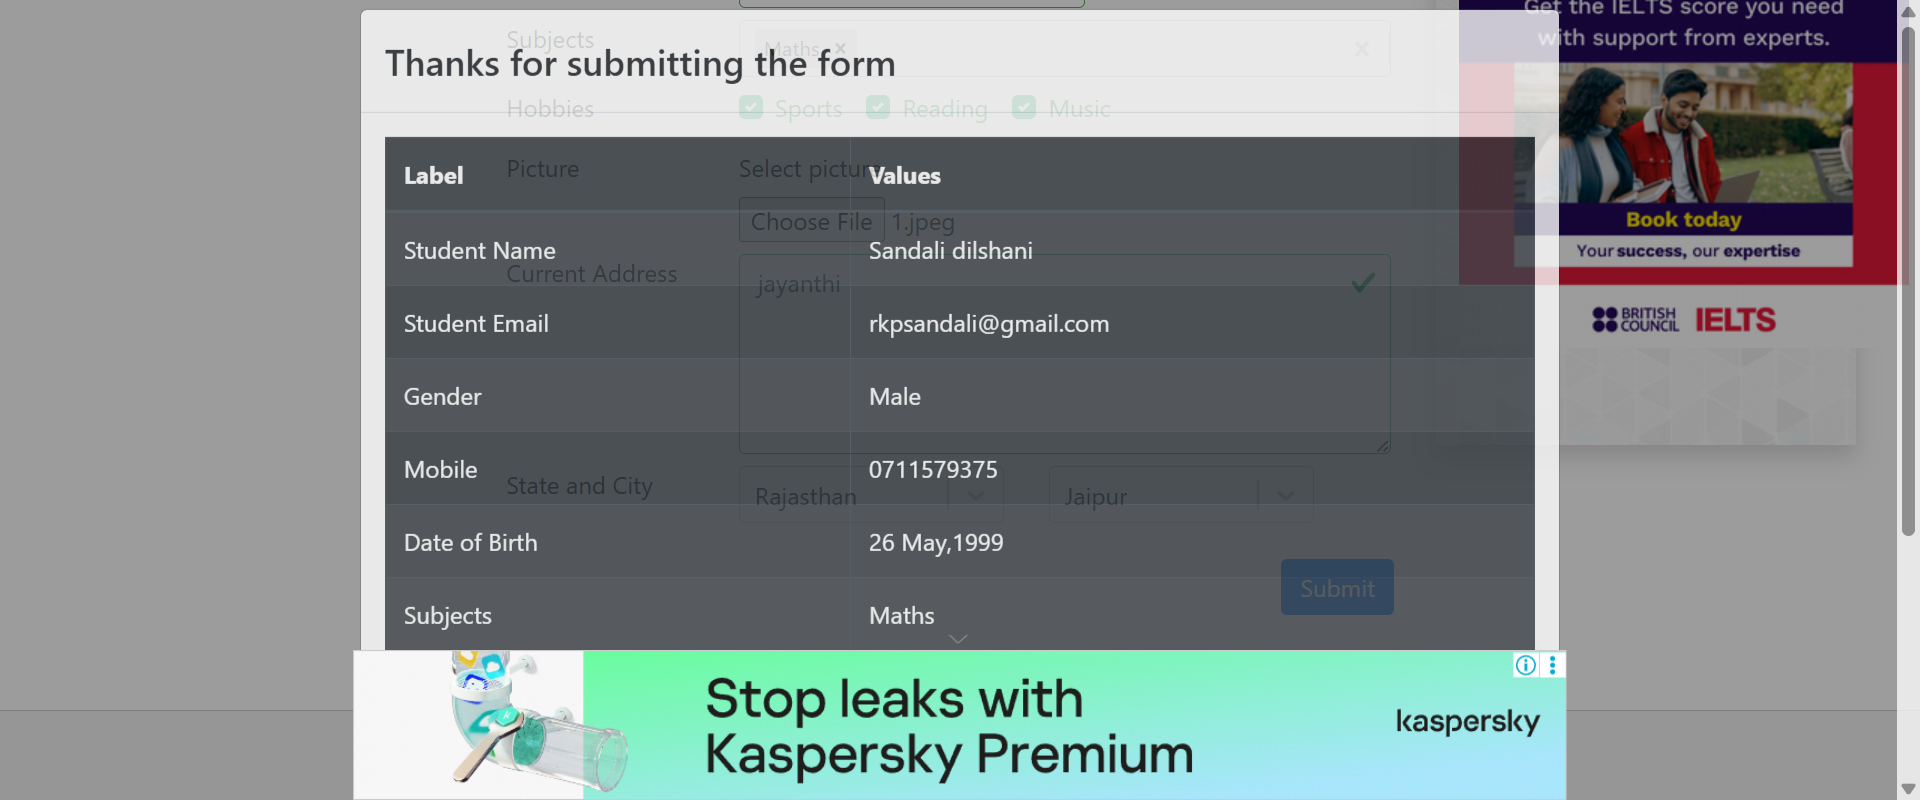 Get the IELTS score you need
with support from experts.
Subjects
Maths ×
×
Thanks for submitting the form
Hobbies
Sports
Reading
Music
Label
Picture
Select picture
Values
Choose File
1.jpeg
Student Name
Sandali dilshani
Current Address
jayanthi
Student Email
rkpsandali@gmail.com
Gender
Male
Mobile
0711579375
State and City
Rajasthan
Jaipur
Date of Birth
26 May,1999
Submit
Subjects
Maths
Book today
Your success, our expertise
BRITISH
COUNCIL
IELTS
Stop leaks with
Kaspersky Premium
kaspersky